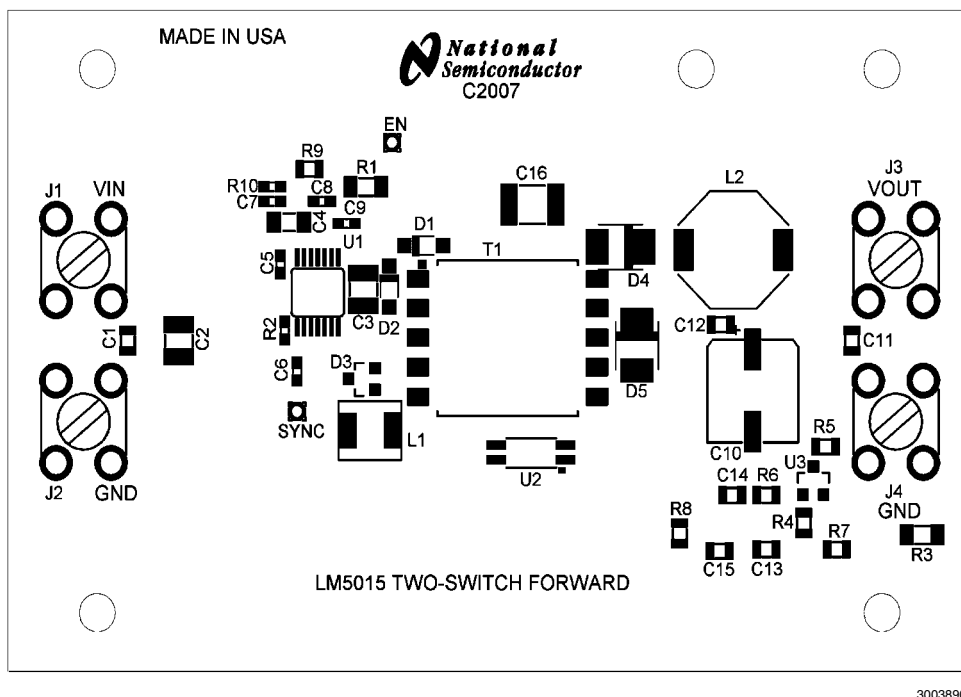 MADE IN USA
National
Semiconductor
C2007
EN
R9
R1
R10
C8
C7
C4
C9
C16
J1
VIN
J3
VOUT
L2
U1
D1
T1
C5
D4
C3
D2
R2
C12
C1
C2
C11
C6
D3
D5
SYNC
L1
C10
R5
U2
U3
J2
GND
C14
R6
J4
GND
R8
R4
R7
R3
C15
C13
LM5015 TWO-SWITCH FORWARD